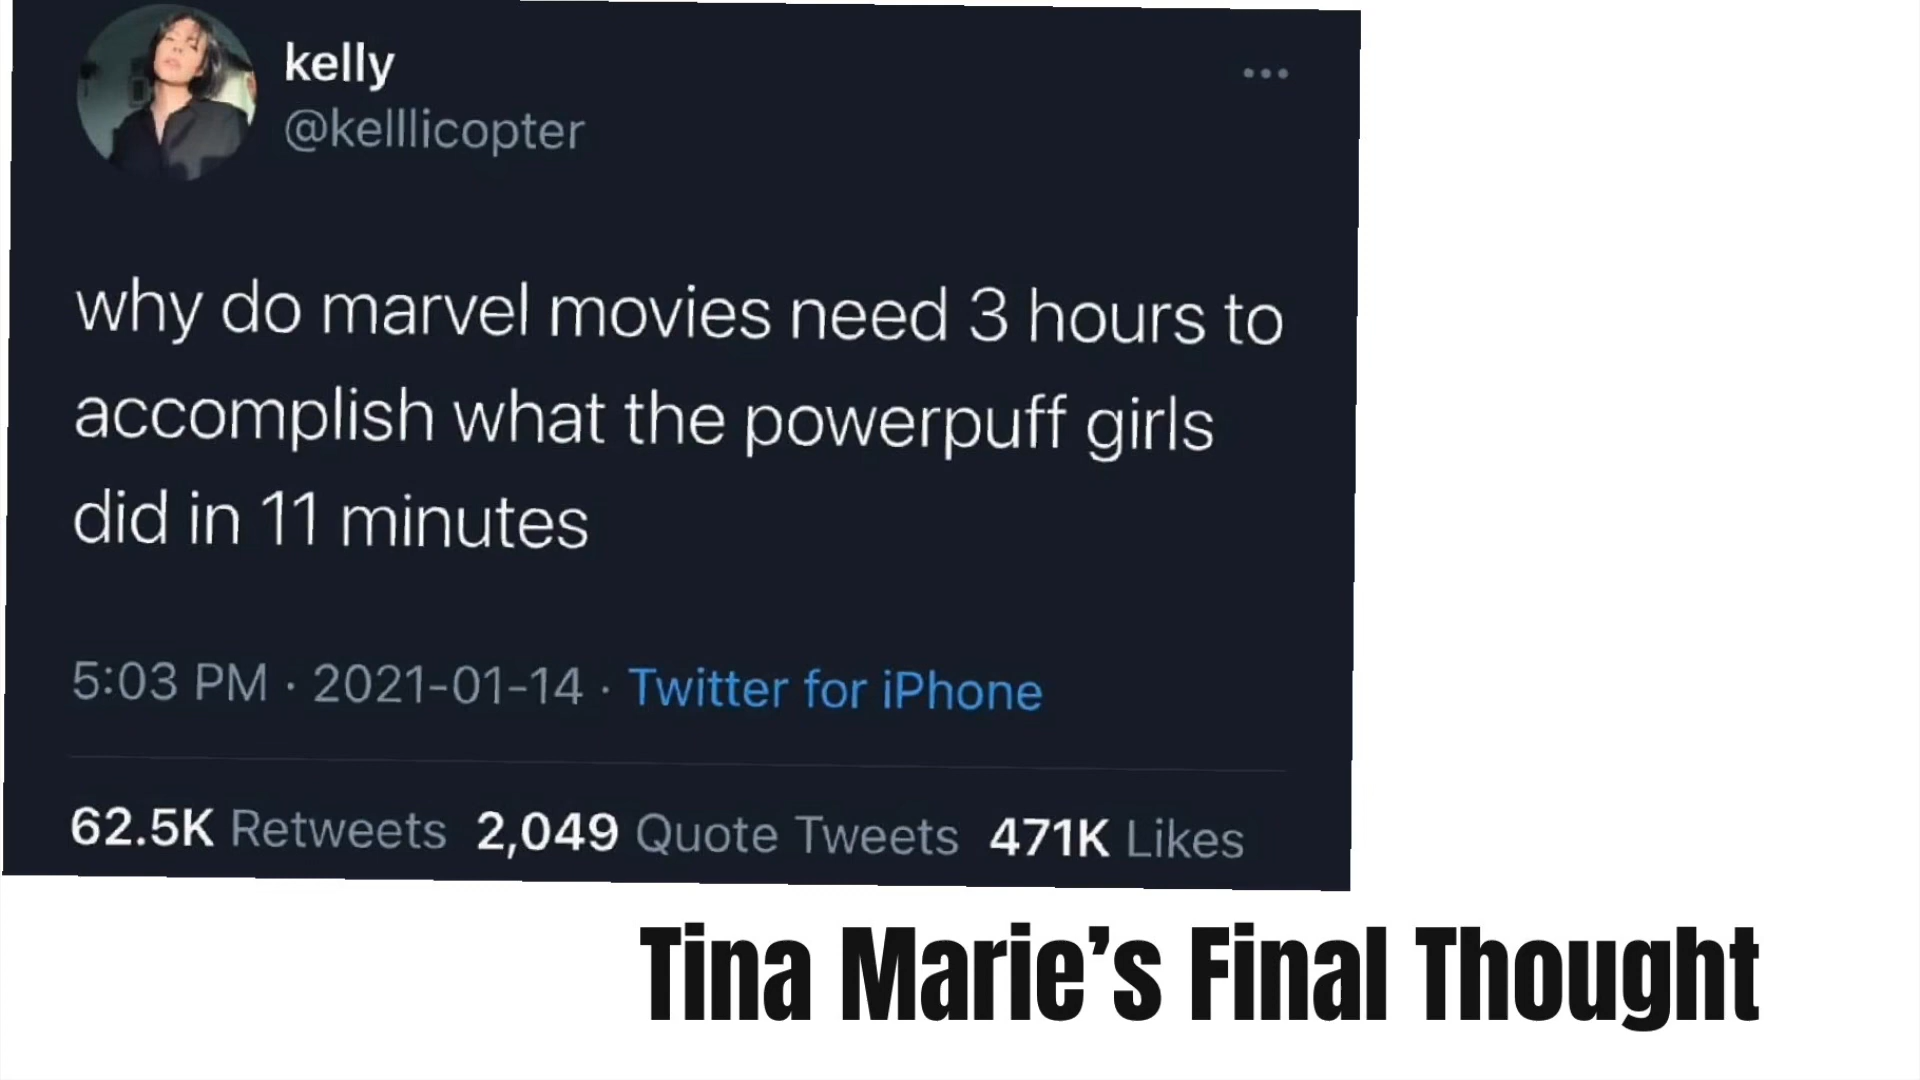 kelly
@kelllicopter
why do marvel movies need 3 hours to
accomplish what the powerpuff girls
did in 11 minutes
5:03 PM · 2021-01-14 · Twitter for iPhone
62.5K Retweets 2,049 Quote Tweets 471K Likes
Tina Marie’s Final Thought